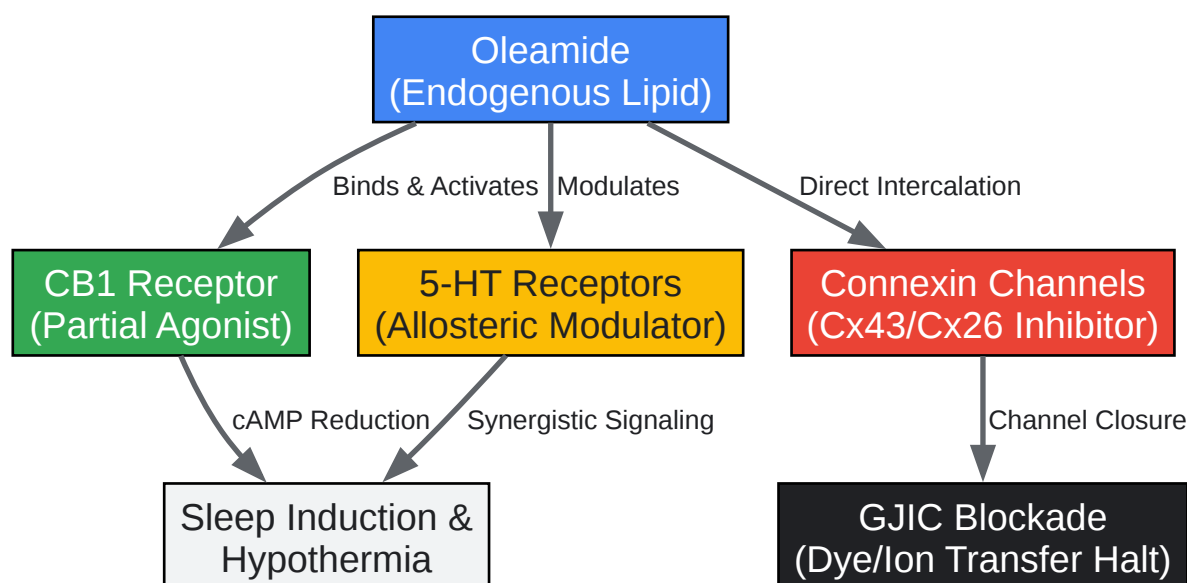 Oleamide
(Endogenous Lipid)
Binds & Activates
Modulates
Direct Intercalation
CB1 Receptor
(Partial Agonist)
5-HT Receptors
(Allosteric Modulator)
Connexin Channels
(Cx43/Cx26 Inhibitor)
cAMP Reduction
Synergistic Signaling
Channel Closure
Sleep Induction &
Hypothermia
GJIC Blockade
(Dye/Ion Transfer Halt)